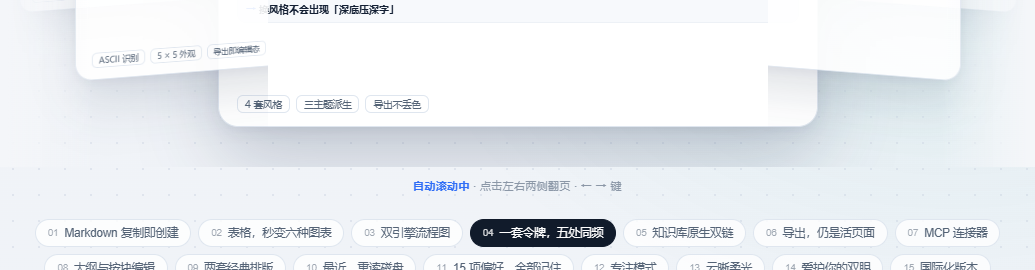 风格不会出现「深底压深字」
ASCII 识别 5 × 5 外观 导出即编辑态
4 套风格 三主题派生 导出不丢色
自动滚动中 · 点击左右两侧翻页 · ← → 键
01 Markdown 复制即创建 02 表格，秒变六种图表 03 双引擎流程图 04 一套令牌，五处同频 05 知识库原生双链 06 导出，仍是活页面 07 MCP 连接器
08 大纲与按块编辑 09 两套经典排版 10 最近，重读磁盘 11 15 项偏好，全部记住 12 专注模式 13 云晰柔光 14 爱护你的双眼 15 国际化版本